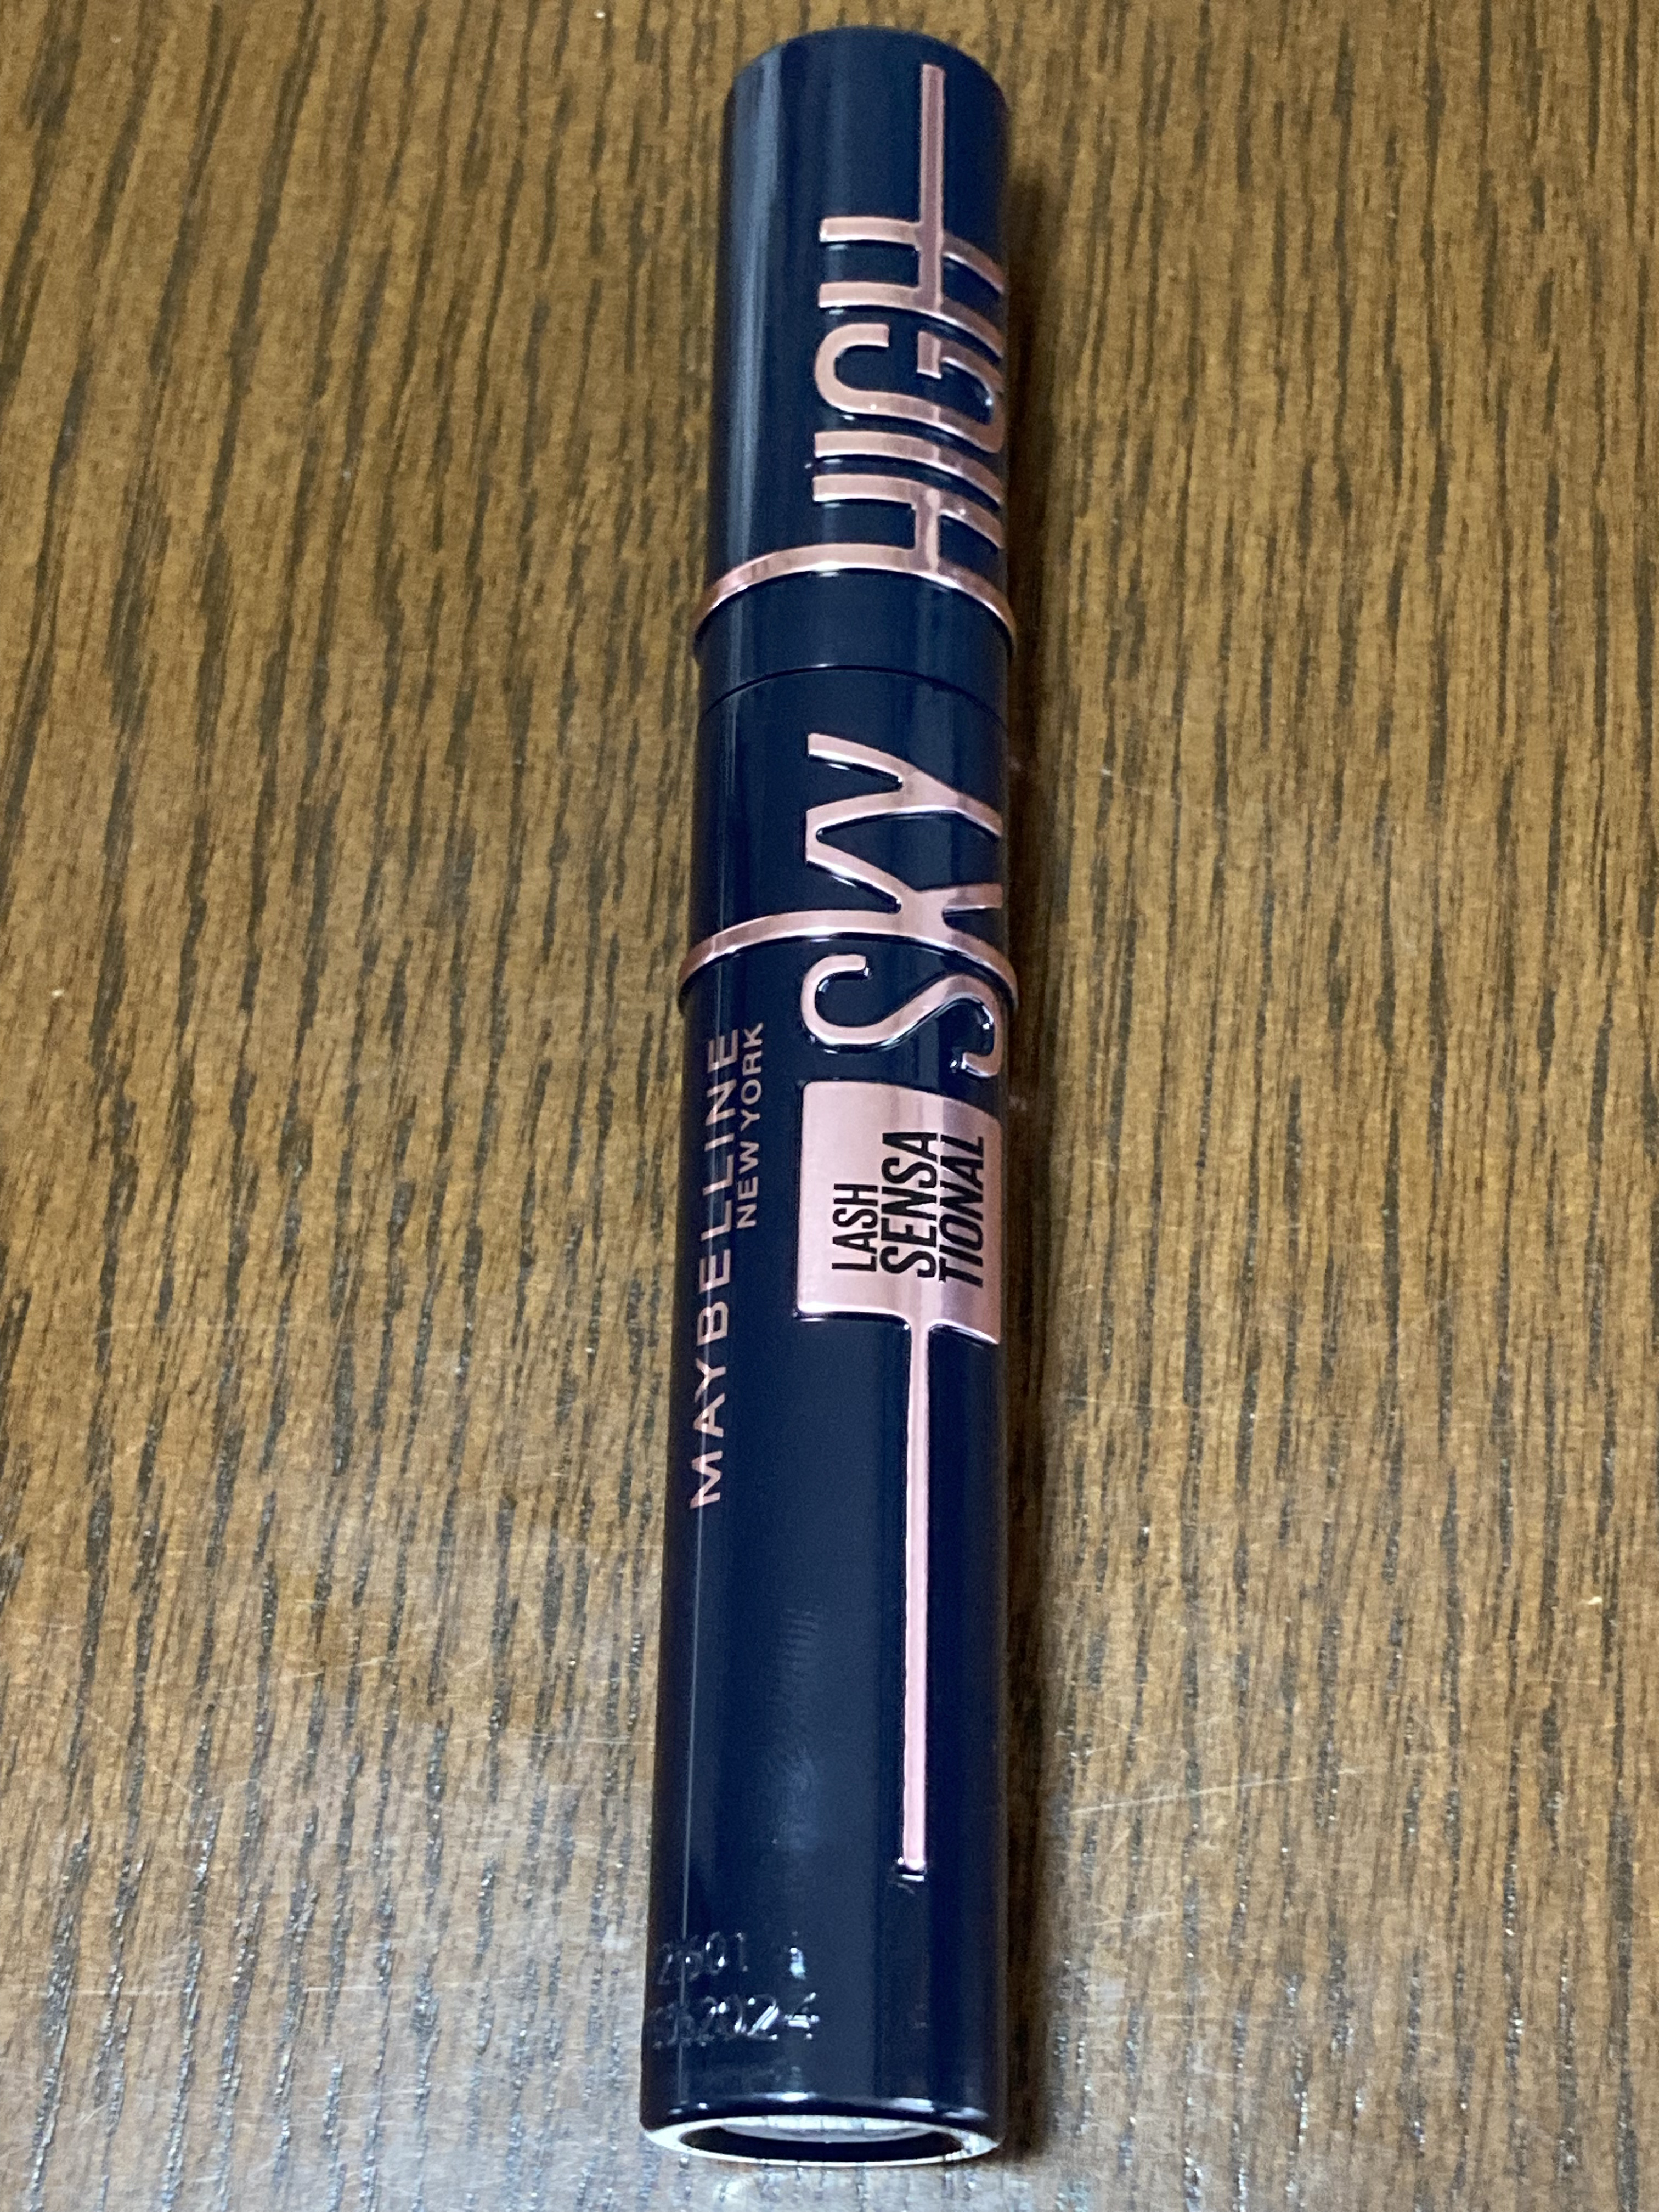 MAYBELLINE
NEW YORK
LASH
SENSA
TIONAL
SKY HIGH